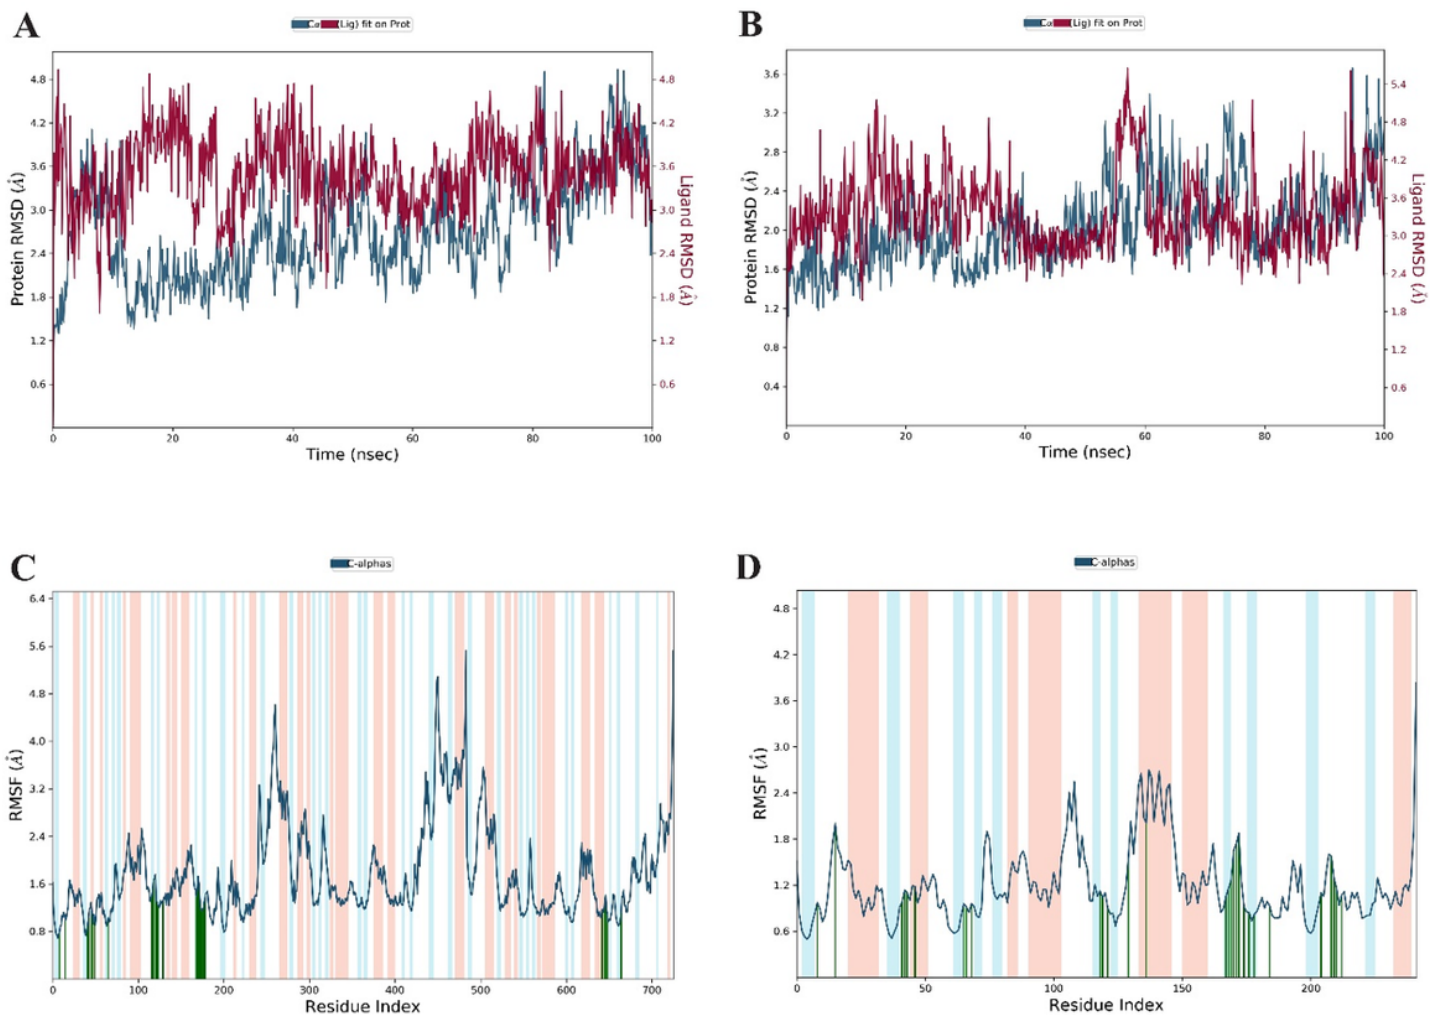 A
Cα (Lig) fit on Prot
Protein RMSD (Å)
4.8
4.2
3.6
3.0
2.4
1.8
1.2
0.6
4.8
4.2
3.6
3.0
2.4
1.8
1.2
0.6
Ligand RMSD (Å)
0 20 40 60 80 100
Time (nsec)
B
Cα (Lig) fit on Prot
Protein RMSD (Å)
3.6
3.2
2.8
2.4
2.0
1.6
1.2
0.8
0.4
5.4
4.8
4.2
3.6
3.0
2.4
1.8
1.2
0.6
Ligand RMSD (Å)
0 20 40 60 80 100
Time (nsec)
C
C-alphas
RMSF (Å)
6.4
5.6
4.8
4.0
3.2
2.4
1.6
0.8
0 100 200 300 400 500 600 700
Residue Index
D
C-alphas
RMSF (Å)
4.8
4.2
3.6
3.0
2.4
1.8
1.2
0.6
0 50 100 150 200
Residue Index